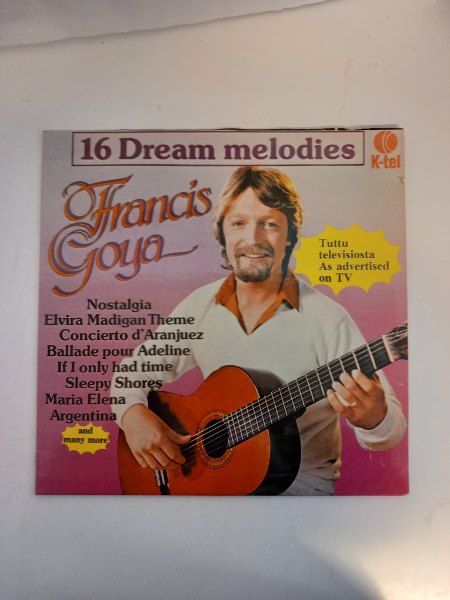 16 Dream melodies
K-tel
Francis
Goya
Tuttu
televisiosta
As advertised
on TV
Nostalgia
Elvira Madigan Theme
Concierto d'Aranjuez
Ballade pour Adeline
If I only had time
Sleepy Shores
Maria Elena
Argentina
and
many more